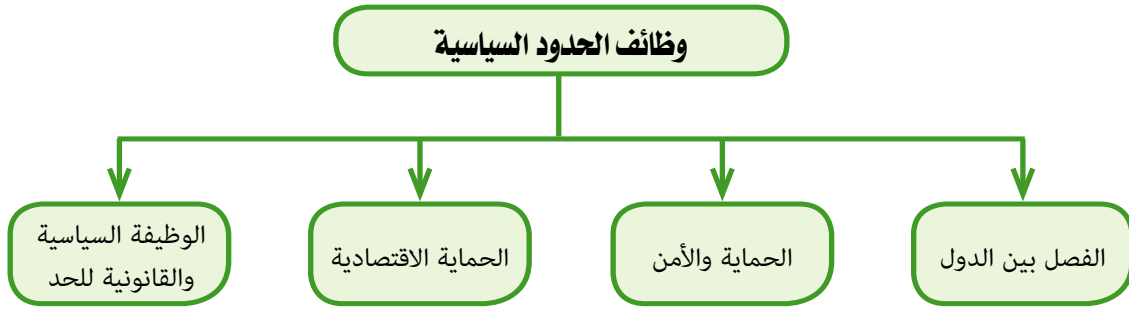 وظائف الحدود السياسية
الفصل بين الدول
الحماية والأمن
الحماية الاقتصادية
الوظيفة السياسية
والقانونية للحد